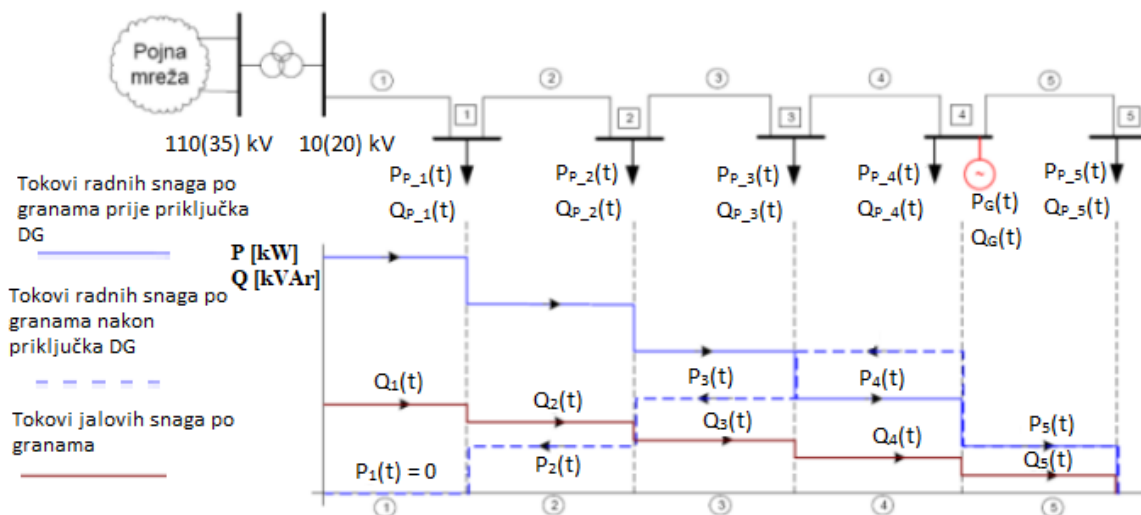 Pojna
mreža
1
2
3
4
5
1
2
3
4
5
110(35) kV
10(20) kV
Tokovi radnih snaga po
granama prije priključka
DG
P_P_1(t)
Q_P_1(t)
P_P_2(t)
Q_P_2(t)
P_P_3(t)
Q_P_3(t)
P_P_4(t)
Q_P_4(t)
~
P_G(t)
Q_G(t)
P_P_5(t)
Q_P_5(t)
P [kW]
Q [kVAr]
Tokovi radnih snaga po
granama nakon
priključka DG
Tokovi jalovih snaga po
granama
Q₁(t)
Q₂(t)
P₃(t)
Q₃(t)
P₄(t)
Q₄(t)
P₅(t)
Q₅(t)
P₁(t) = 0
P₂(t)
1
2
3
4
5